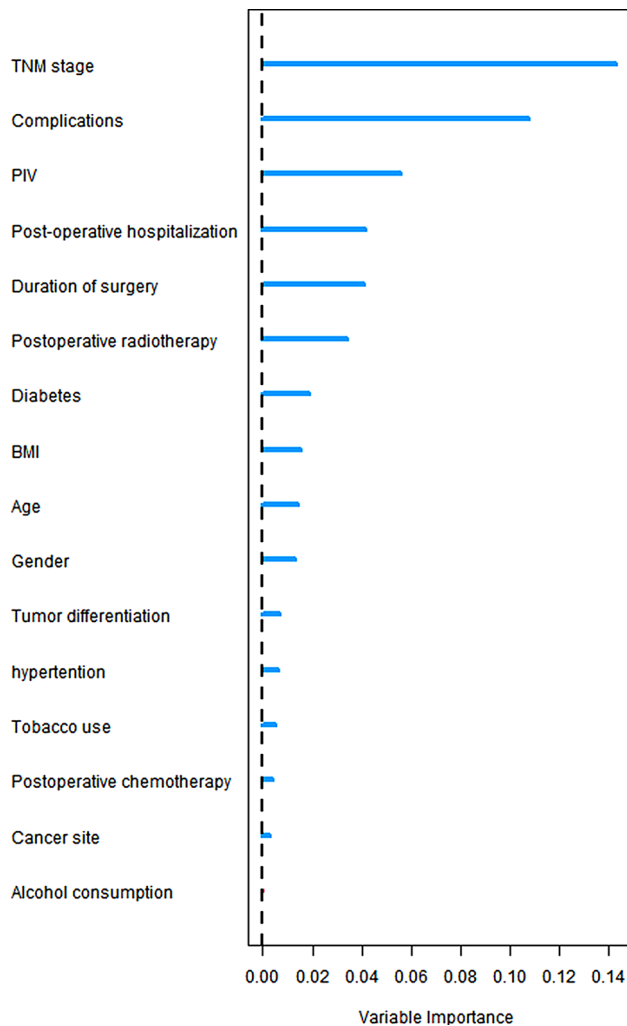 TNM stage
Complications
PIV
Post-operative hospitalization
Duration of surgery
Postoperative radiotherapy
Diabetes
BMI
Age
Gender
Tumor differentiation
hypertention
Tobacco use
Postoperative chemotherapy
Cancer site
Alcohol consumption
0.00 0.02 0.04 0.06 0.08 0.10 0.12 0.14
Variable Importance